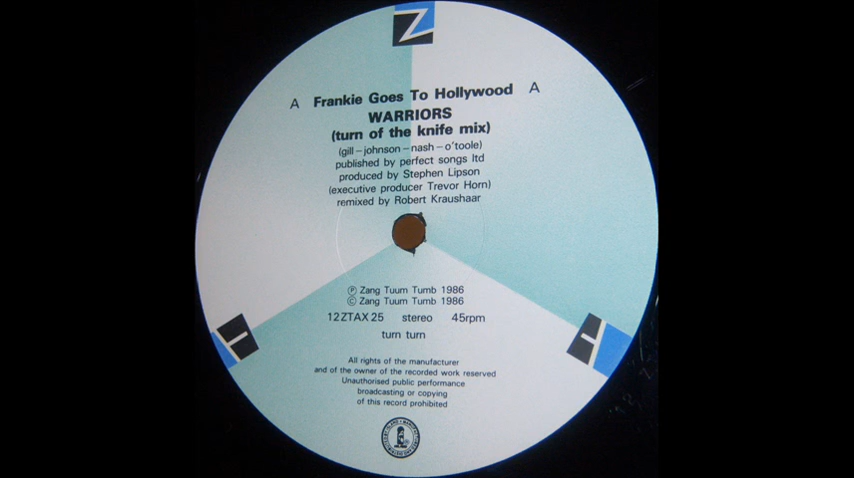 Z
A Frankie Goes To Hollywood A
WARRIORS
(turn of the knife mix)
(gill – johnson – nash – o'toole)
published by perfect songs ltd
produced by Stephen Lipson
(executive producer Trevor Horn)
remixed by Robert Kraushaar
Ⓟ Zang Tuum Tumb 1986
© Zang Tuum Tumb 1986
12ZTAX25 stereo 45rpm
turn turn
All rights of the manufacturer
and of the owner of the recorded work reserved
Unauthorised public performance
broadcasting or copying
of this record prohibited